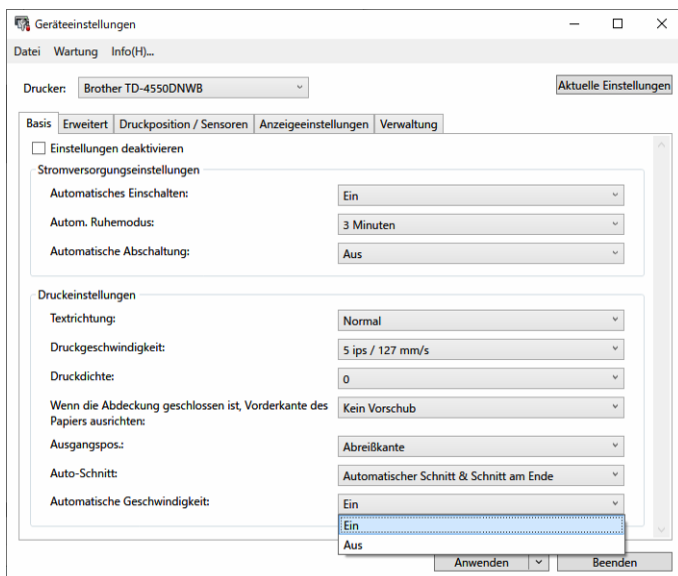 Geräteeinstellungen
Datei Wartung Info(H)...
Drucker: Brother TD-4550DNWB Aktuelle Einstellungen
Basis Erweitert Druckposition / Sensoren Anzeigeeinstellungen Verwaltung
Einstellungen deaktivieren
Stromversorgungseinstellungen
Automatisches Einschalten: Ein
Autom. Ruhemodus: 3 Minuten
Automatische Abschaltung: Aus
Druckeinstellungen
Textrichtung: Normal
Druckgeschwindigkeit: 5 ips / 127 mm/s
Druckdichte: 0
Wenn die Abdeckung geschlossen ist, Vorderkante des Kein Vorschub
Papiers ausrichten:
Ausgangspos.: Abreißkante
Auto-Schnitt: Automatischer Schnitt & Schnitt am Ende
Automatische Geschwindigkeit: Ein
Ein
Aus
Anwenden Beenden